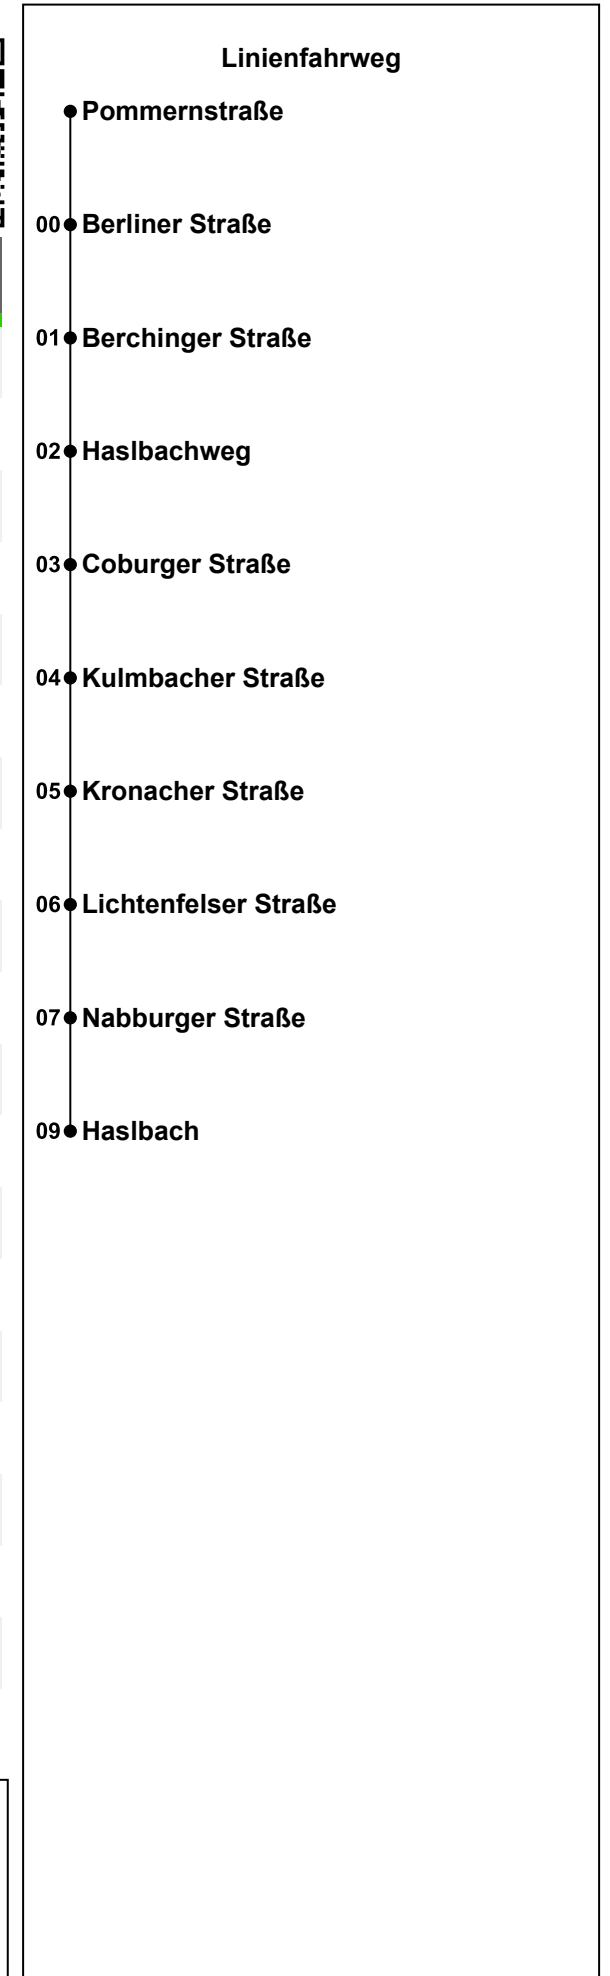 Linienfahrweg
Pommernstraße
00 Berliner Straße
01 Berchinger Straße
02 Haslbachweg
03 Coburger Straße
04 Kulmbacher Straße
05 Kronacher Straße
06 Lichtenfelser Straße
07 Nabburger Straße
09 Haslbach